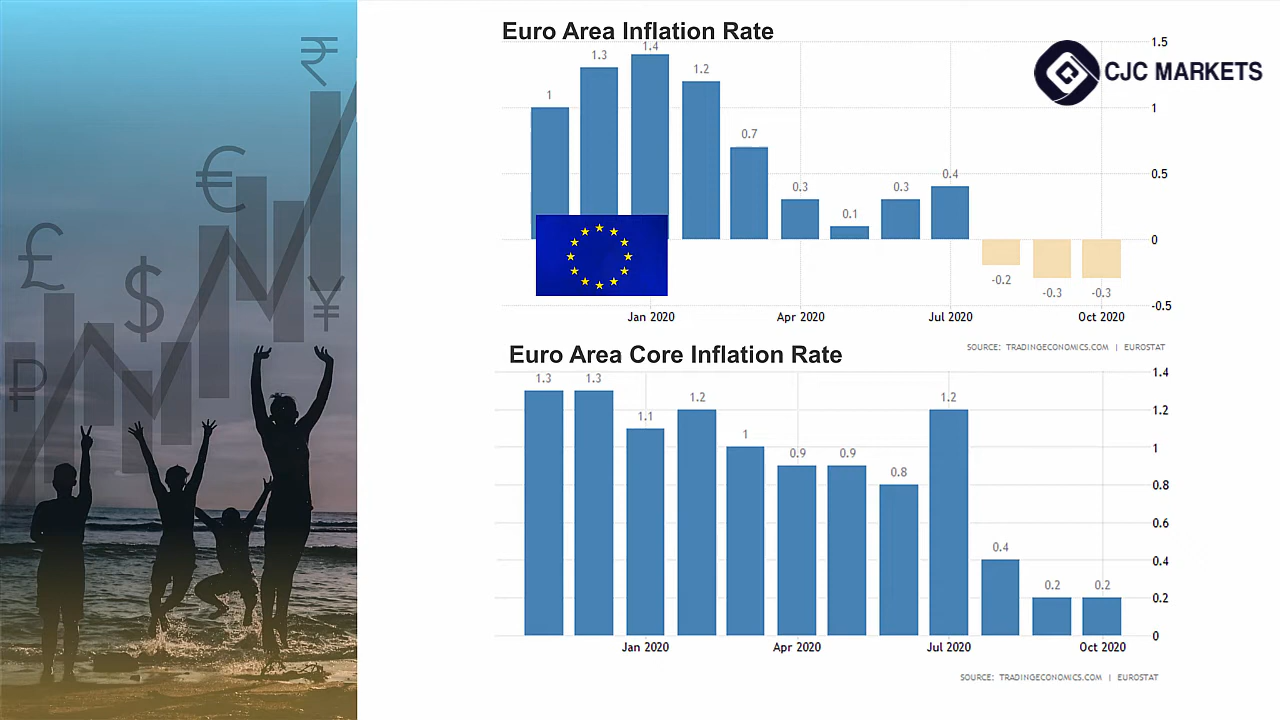 Euro Area Inflation Rate
CJC MARKETS
1 1.3 1.4 1.2 0.7 0.3 0.1 0.3 0.4 -0.2 -0.3 -0.3
1.5
1
0.5
0
-0.5
Jan 2020 Apr 2020 Jul 2020 Oct 2020
SOURCE: TRADINGECONOMICS.COM | EUROSTAT
Euro Area Core Inflation Rate
1.3 1.3 1.1 1.2 1 0.9 0.9 0.8 1.2 0.4 0.2 0.2
1.4
1.2
1
0.8
0.6
0.4
0.2
0
Jan 2020 Apr 2020 Jul 2020 Oct 2020
SOURCE: TRADINGECONOMICS.COM | EUROSTAT
₹
€
£
$
¥
₽